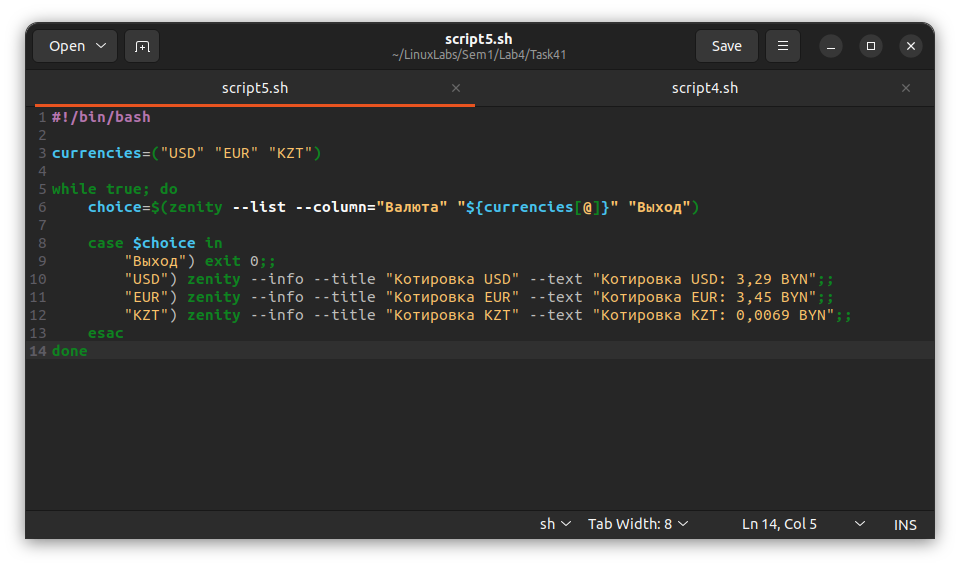 Open
script5.sh
~/LinuxLabs/Sem1/Lab4/Task41
Save
script5.sh
script4.sh
1 #!/bin/bash
2
3 currencies=("USD" "EUR" "KZT")
4
5 while true; do
6     choice=$(zenity --list --column="Валюта" "${currencies[@]}" "Выход")
7
8     case $choice in
9         "Выход") exit 0;;
10         "USD") zenity --info --title "Котировка USD" --text "Котировка USD: 3,29 BYN";;
11         "EUR") zenity --info --title "Котировка EUR" --text "Котировка EUR: 3,45 BYN";;
12         "KZT") zenity --info --title "Котировка KZT" --text "Котировка KZT: 0,0069 BYN";;
13     esac
14 done
sh Tab Width: 8 Ln 14, Col 5 INS